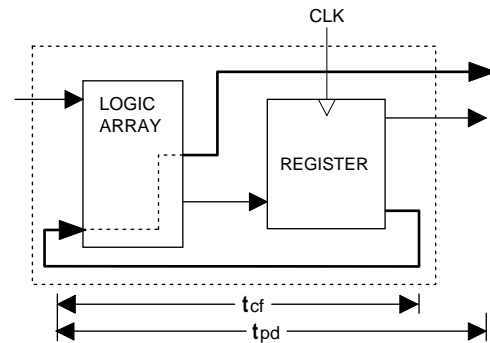 CLK
LOGIC
ARRAY
REGISTER
tcf
tpd